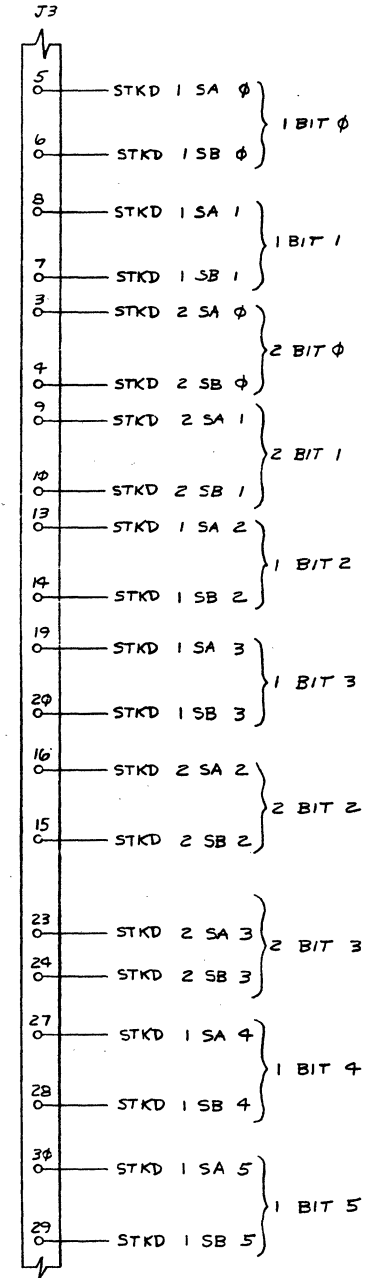 J3
5 STKD 1 SA φ
1 BIT φ
6 STKD 1 SB φ
8 STKD 1 SA 1
1 BIT 1
7 STKD 1 SB 1
3 STKD 2 SA φ
2 BIT φ
4 STKD 2 SB φ
9 STKD 2 SA 1
2 BIT 1
1φ STKD 2 SB 1
13 STKD 1 SA 2
1 BIT 2
14 STKD 1 SB 2
19 STKD 1 SA 3
1 BIT 3
2φ STKD 1 SB 3
16 STKD 2 SA 2
2 BIT 2
15 STKD 2 SB 2
23 STKD 2 SA 3
2 BIT 3
24 STKD 2 SB 3
27 STKD 1 SA 4
1 BIT 4
28 STKD 1 SB 4
3φ STKD 1 SA 5
1 BIT 5
29 STKD 1 SB 5